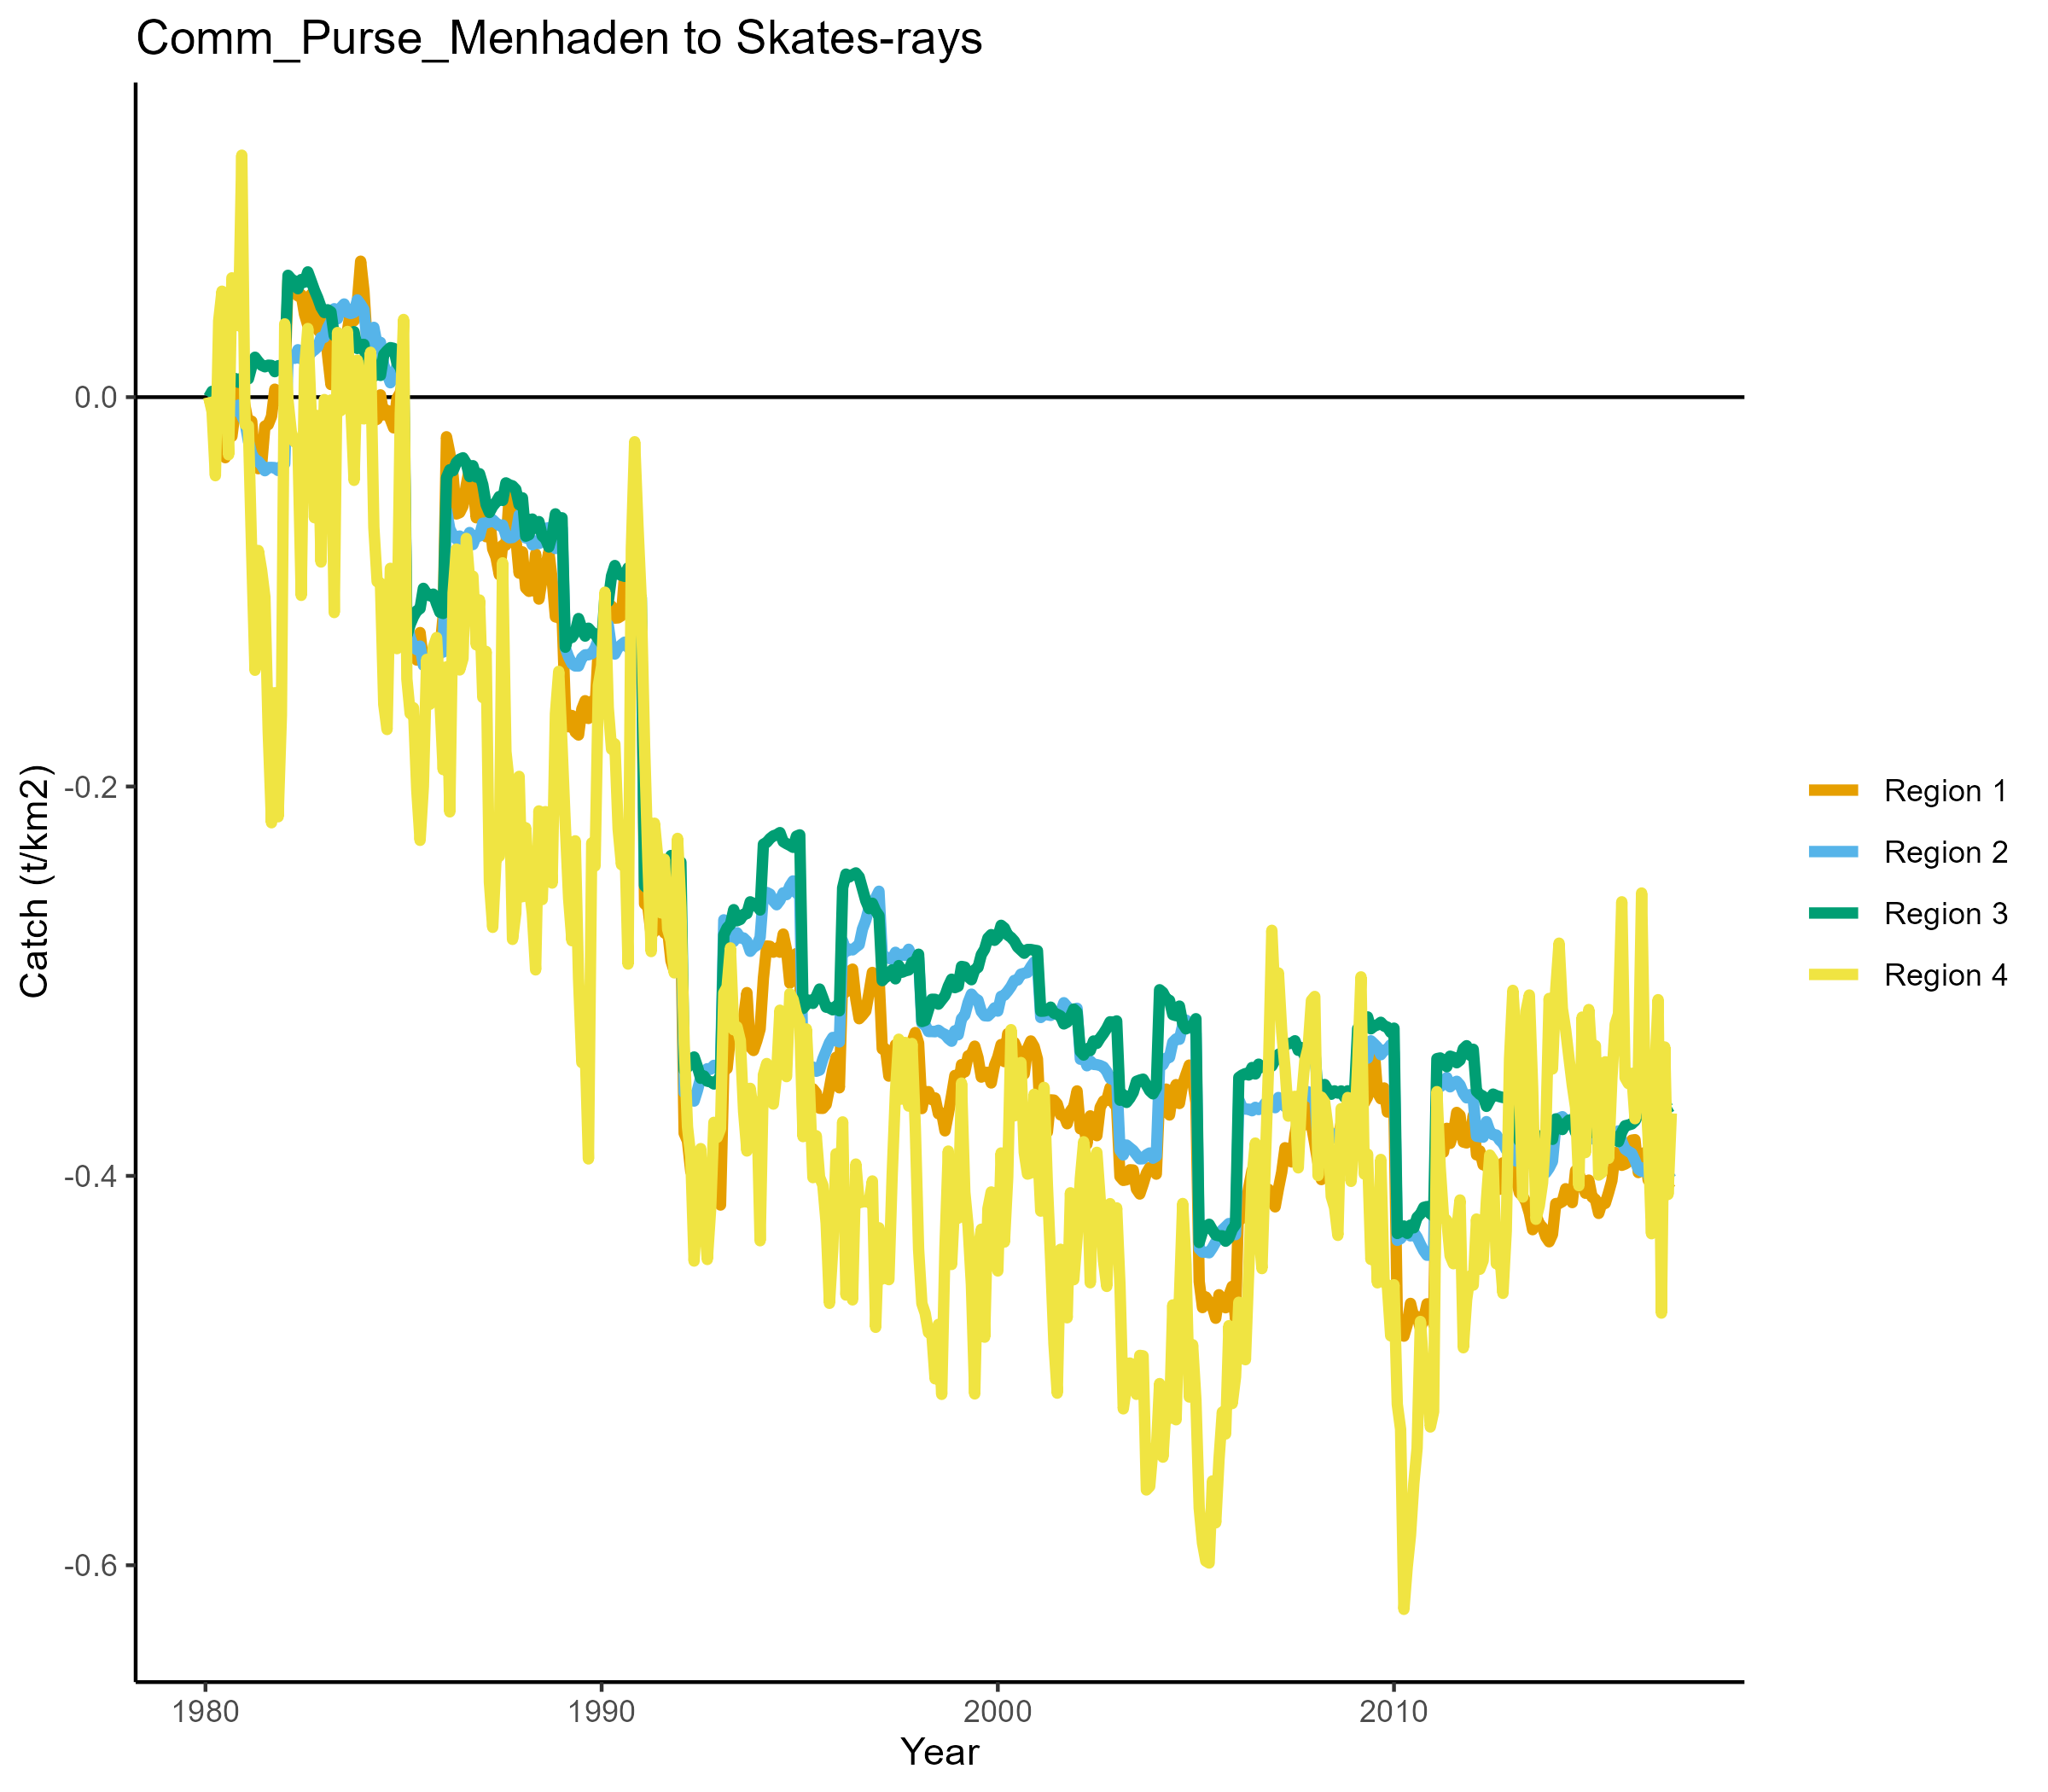 Comm_Purse_Menhaden to Skates-rays
Catch (t/km2)
0.0
-0.2
-0.4
-0.6
1980
1990
2000
2010
Year
Region 1
Region 2
Region 3
Region 4